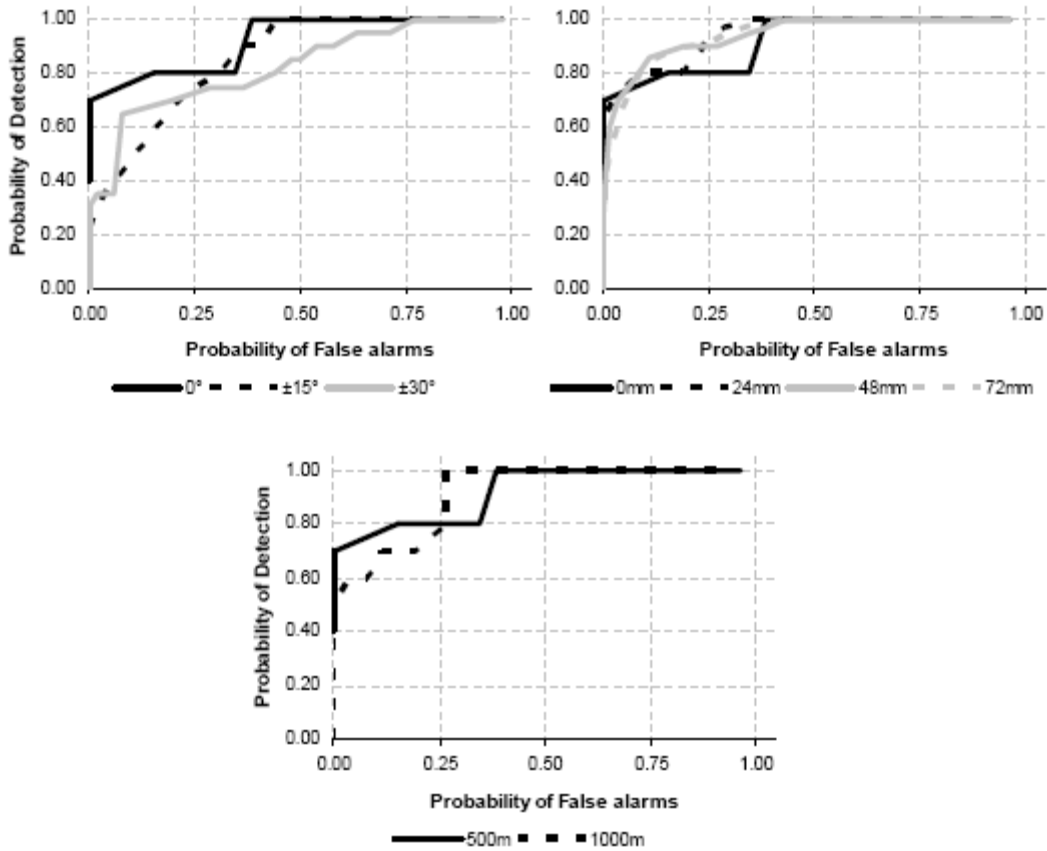 1.00 1.00
0.80 0.80
0.60 0.60
0.40 0.40
0.20 0.20
0.00 0.00
Probability of Detection
0.00 0.25 0.50 0.75 1.00 0.00 0.25 0.50 0.75 1.00
Probability of False alarms Probability of False alarms
0° ±15° ±30° 0mm 24mm 48mm 72mm
1.00
0.80
0.60
0.40
0.20
0.00
Probability of Detection
0.00 0.25 0.50 0.75 1.00
Probability of False alarms
500m 1000m